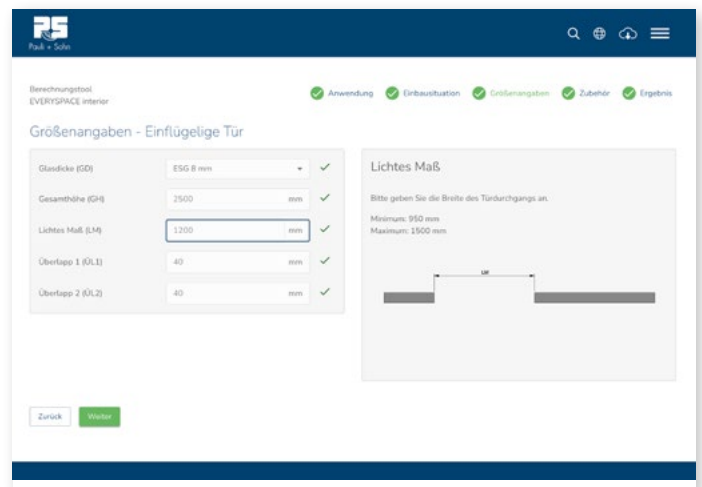 PS
Pauli + Sohn
Berechnungstool
EVERYSPACE interior
Anwendung Einbausituation Größenangaben Zubehör Ergebnis
Größenangaben - Einflügelige Tür
Glasdicke (GD) ESG 8 mm
Gesamthöhe (GH) 2500 mm
Lichtes Maß (LM) 1200 mm
Überlapp 1 (ÜL1) 40 mm
Überlapp 2 (ÜL2) 40 mm
Lichtes Maß
Bitte geben Sie die Breite des Türdurchgangs an.
Minimum: 950 mm
Maximum: 1500 mm
LM
Zurück Weiter